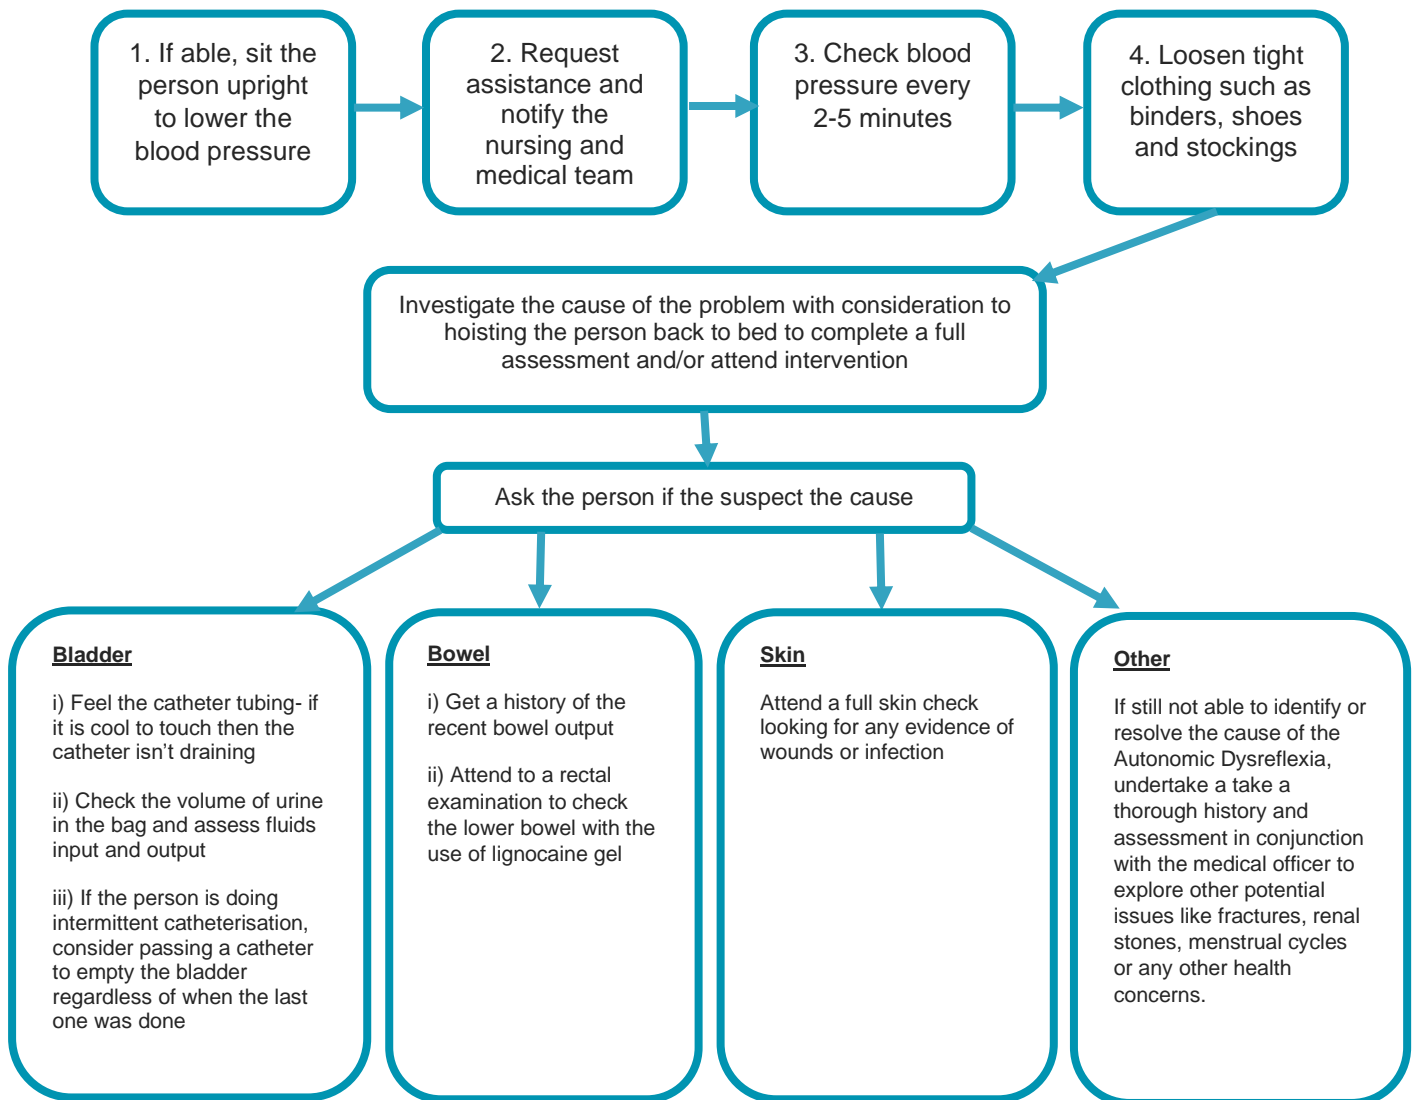 1. If able, sit the
person upright
to lower the
blood pressure
2. Request
assistance and
notify the
nursing and
medical team
3. Check blood
pressure every
2-5 minutes
4. Loosen tight
clothing such as
binders, shoes
and stockings
Investigate the cause of the problem with consideration to
hoisting the person back to bed to complete a full
assessment and/or attend intervention
Ask the person if the suspect the cause
Bladder
i) Feel the catheter tubing- if
it is cool to touch then the
catheter isn’t draining
ii) Check the volume of urine
in the bag and assess fluids
input and output
iii) If the person is doing
intermittent catheterisation,
consider passing a catheter
to empty the bladder
regardless of when the last
one was done
Bowel
i) Get a history of the
recent bowel output
ii) Attend to a rectal
examination to check
the lower bowel with the
use of lignocaine gel
Skin
Attend a full skin check
looking for any evidence of
wounds or infection
Other
If still not able to identify or
resolve the cause of the
Autonomic Dysreflexia,
undertake a take a
thorough history and
assessment in conjunction
with the medical officer to
explore other potential
issues like fractures, renal
stones, menstrual cycles
or any other health
concerns.